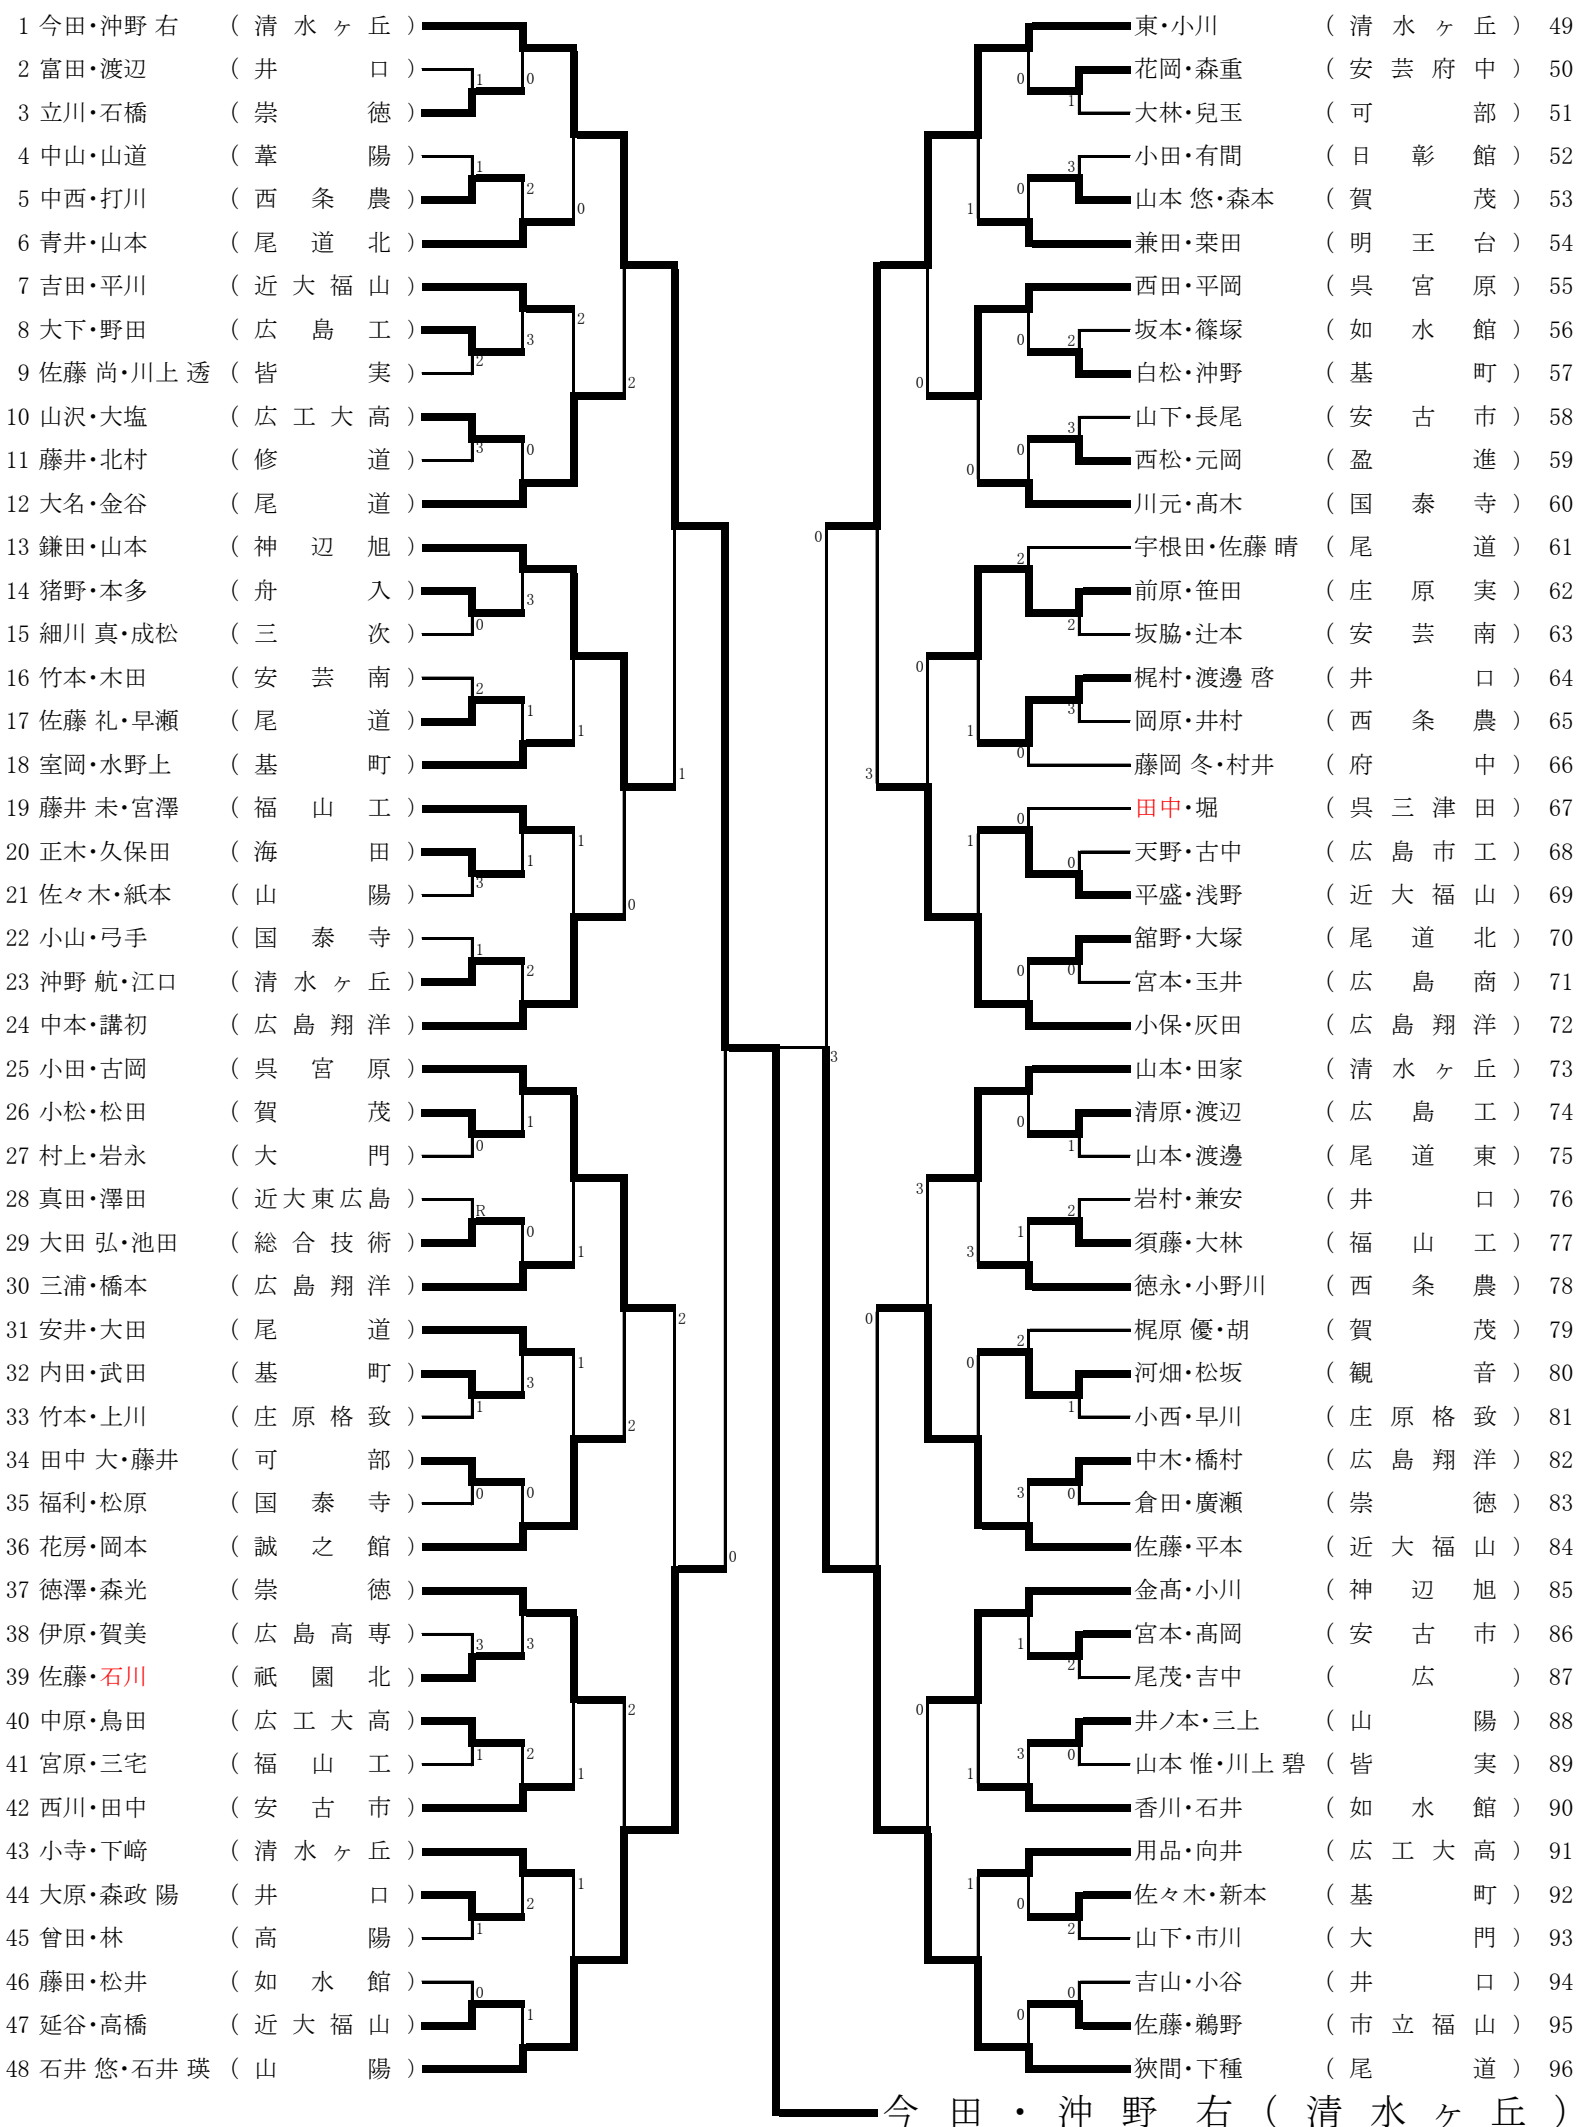 1 今田・沖野 右 (清水ヶ丘)
2 富田・渡辺 (井口)
3 立川・石橋 (崇徳)
4 中山・山道 (葦陽)
5 中西・打川 (西条農)
6 青井・山本 (尾道北)
7 吉田・平川 (近大福山)
8 大下・野田 (広島工)
9 佐藤 尚・川上 透 (皆実)
10 山沢・大塩 (広工大高)
11 藤井・北村 (修道)
12 大名・金谷 (尾道)
13 鎌田・山本 (神辺旭)
14 猪野・本多 (舟入)
15 細川 真・成松 (三次)
16 竹本・木田 (安芸南)
17 佐藤 礼・早瀬 (尾道)
18 室岡・水野上 (基町)
19 藤井 未・宮澤 (福山工)
20 正木・久保田 (海田)
21 佐々木・紙本 (山陽)
22 小山・弓手 (国泰寺)
23 沖野 航・江口 (清水ヶ丘)
24 中本・講初 (広島翔洋)
25 小田・古岡 (呉宮原)
26 小松・松田 (賀茂)
27 村上・岩永 (大門)
28 真田・澤田 (近大東広島)
29 大田 弘・池田 (総合技術)
30 三浦・橋本 (広島翔洋)
31 安井・大田 (尾道)
32 内田・武田 (基町)
33 竹本・上川 (庄原格致)
34 田中 大・藤井 (可部)
35 福利・松原 (国泰寺)
36 花房・岡本 (誠之館)
37 徳澤・森光 (崇徳)
38 伊原・賀美 (広島高専)
39 佐藤・石川 (祇園北)
40 中原・鳥田 (広工大高)
41 宮原・三宅 (福山工)
42 西川・田中 (安古市)
43 小寺・下﨑 (清水ヶ丘)
44 大原・森政 陽 (井口)
45 曾田・林 (高陽)
46 藤田・松井 (如水館)
47 延谷・高橋 (近大福山)
48 石井 悠・石井 瑛 (山陽)
東・小川 (清水ヶ丘) 49
花岡・森重 (安芸府中) 50
大林・兒玉 (可部) 51
小田・有間 (日彰館) 52
山本 悠・森本 (賀茂) 53
兼田・桒田 (明王台) 54
西田・平岡 (呉宮原) 55
坂本・篠塚 (如水館) 56
白松・沖野 (基町) 57
山下・長尾 (安古市) 58
西松・元岡 (盈進) 59
川元・髙木 (国泰寺) 60
宇根田・佐藤 晴 (尾道) 61
前原・笹田 (庄原実) 62
坂脇・辻本 (安芸南) 63
梶村・渡邊 啓 (井口) 64
岡原・井村 (西条農) 65
藤岡 冬・村井 (府中) 66
田中・堀 (呉三津田) 67
天野・古中 (広島市工) 68
平盛・浅野 (近大福山) 69
舘野・大塚 (尾道北) 70
宮本・玉井 (広島商) 71
小保・灰田 (広島翔洋) 72
山本・田家 (清水ヶ丘) 73
清原・渡辺 (広島工) 74
山本・渡邊 (尾道東) 75
岩村・兼安 (井口) 76
須藤・大林 (福山工) 77
徳永・小野川 (西条農) 78
梶原 優・胡 (賀茂) 79
河畑・松坂 (観音) 80
小西・早川 (庄原格致) 81
中木・橋村 (広島翔洋) 82
倉田・廣瀬 (崇徳) 83
佐藤・平本 (近大福山) 84
金髙・小川 (神辺旭) 85
宮本・髙岡 (安古市) 86
尾茂・吉中 (広) 87
井ノ本・三上 (山陽) 88
山本 惟・川上 碧 (皆実) 89
香川・石井 (如水館) 90
用品・向井 (広工大高) 91
佐々木・新本 (基町) 92
山下・市川 (大門) 93
吉山・小谷 (井口) 94
佐藤・鵜野 (市立福山) 95
狹間・下種 (尾道) 96
今田・沖野 右(清水ヶ丘)